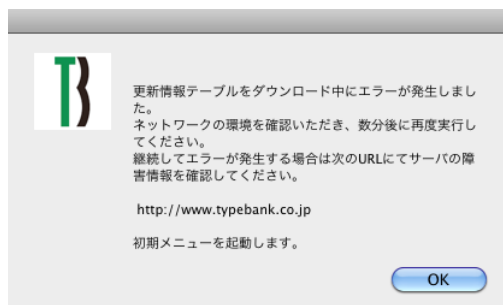 TB
更新情報テーブルをダウンロード中にエラーが発生しまし
た。
ネットワークの環境を確認いただき、数分後に再度実行し
てください。
継続してエラーが発生する場合は次のURLにてサーバの障
害情報を確認してください。
http://www.typebank.co.jp
初期メニューを起動します。
OK